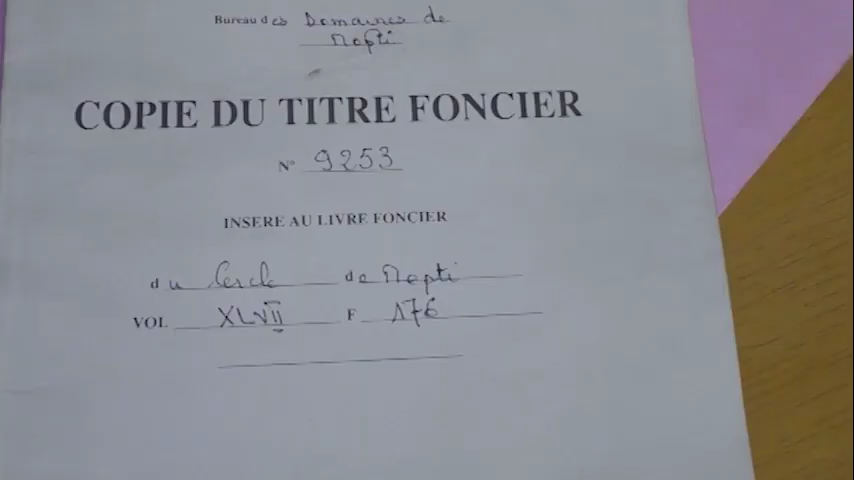 Bureau des Domaines de
Mopti
COPIE DU TITRE FONCIER
N° 9253
INSERE AU LIVRE FONCIER
du Cercle de Mopti
VOL XLVII F 176